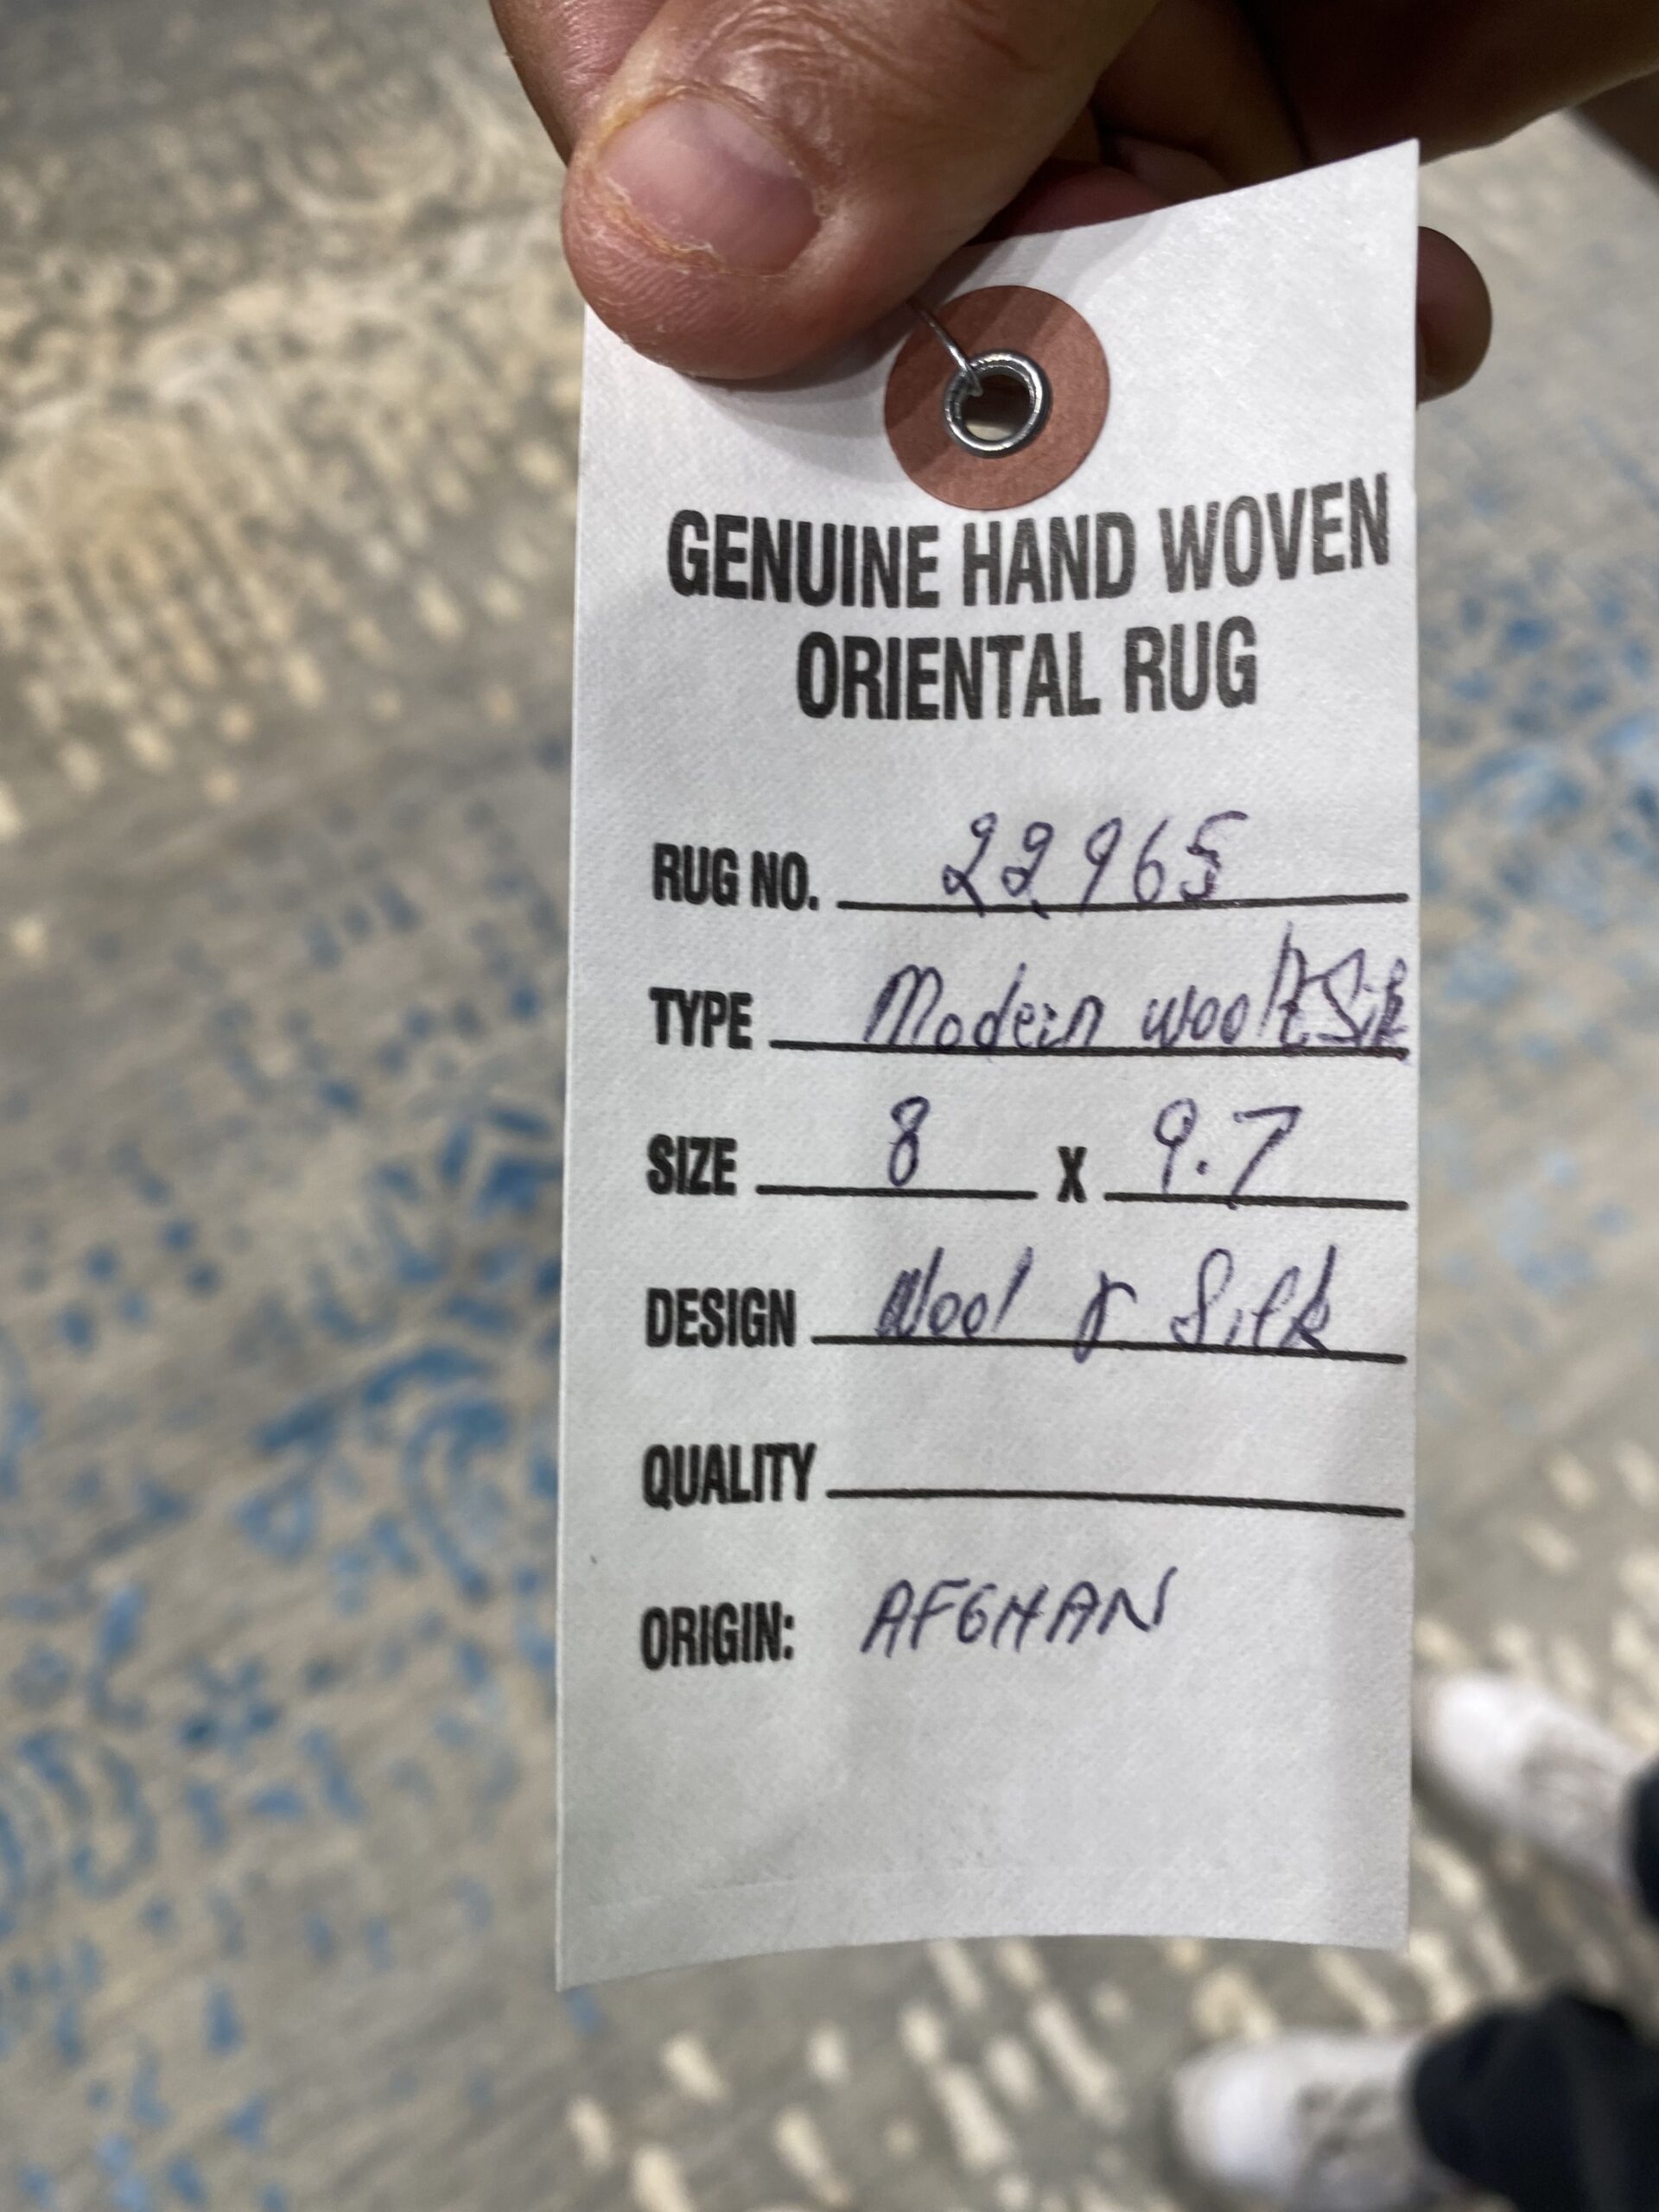 GENUINE HAND WOVEN
ORIENTAL RUG
RUG NO. 22965
TYPE Modern wool & Silk
SIZE 8 X 9.7
DESIGN Wool & Silk
QUALITY
ORIGIN: AFGHAN